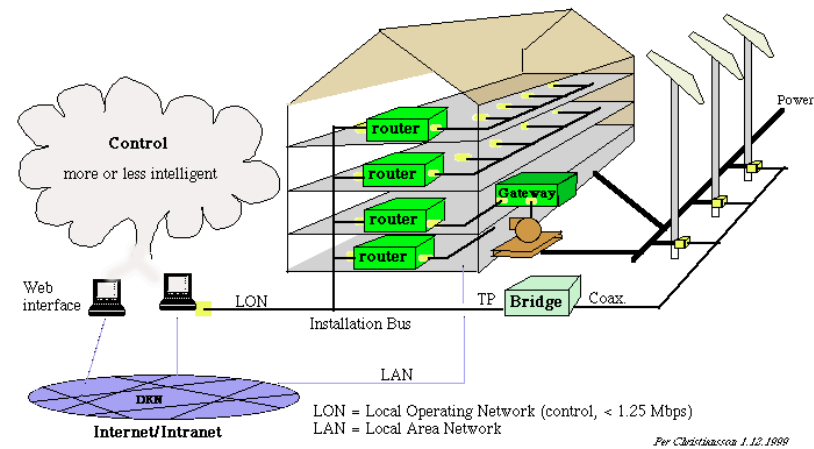 Power
Control
more or less intelligent
router
router
Gateway
router
router
Web
interface
LON
TP
Bridge
Coax.
Installation Bus
LAN
DKN
Internet/Intranet
LON = Local Operating Network (control, < 1.25 Mbps)
LAN = Local Area Network
Per Christiansson 1.12.1999